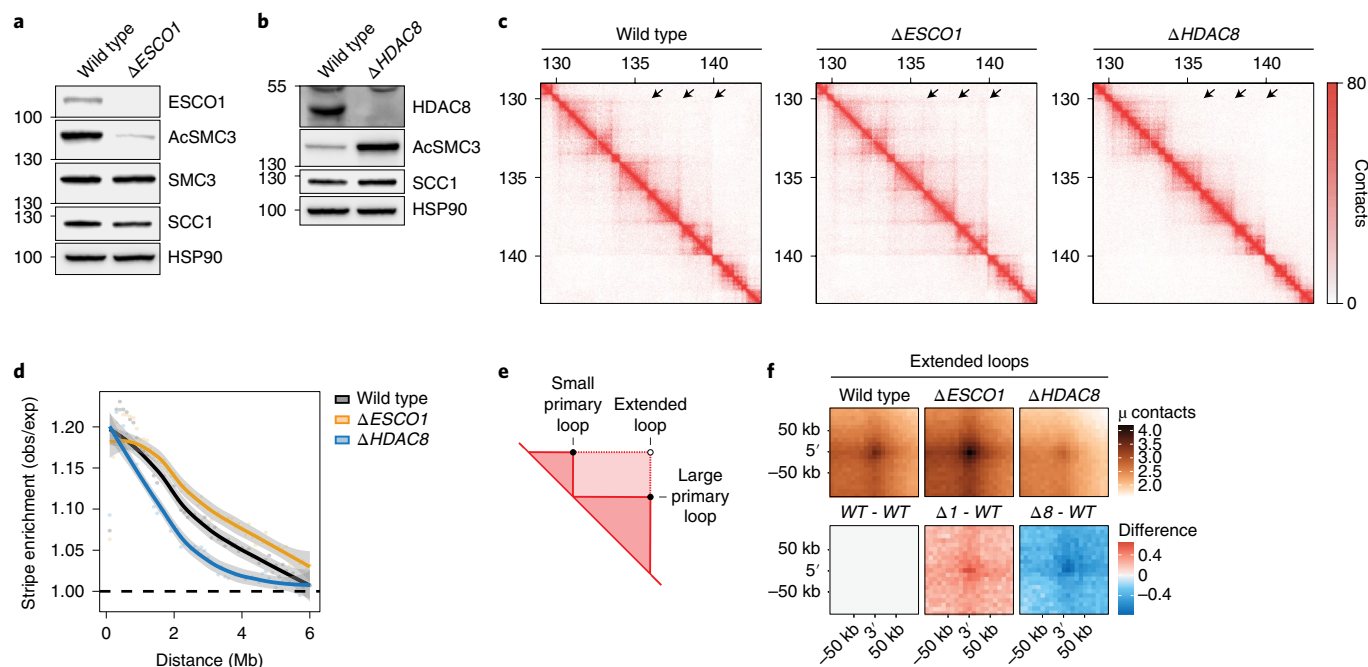 a
Wild type
ΔESCO1
ESCO1
100
AcSMC3
130
SMC3
130
SCC1
130
HSP90
100
b
Wild type
ΔHDAC8
55
HDAC8
AcSMC3
130
130
SCC1
100
HSP90
c
Wild type
ΔESCO1
ΔHDAC8
130 135 140
130 135 140
130 135 140
130
135
140
130
135
140
130
135
140
80
Contacts
0
d
Stripe enrichment (obs/exp)
1.20
1.15
1.10
1.05
1.00
0 2 4 6
Distance (Mb)
Wild type
ΔESCO1
ΔHDAC8
e
Small
primary
loop
Extended
loop
Large
primary
loop
f
Extended loops
Wild type ΔESCO1 ΔHDAC8
50 kb
5′
−50 kb
μ contacts
4.0
3.5
3.0
2.5
2.0
WT - WT Δ1 - WT Δ8 - WT
50 kb
5′
−50 kb
Difference
0.4
0
−0.4
−50 kb 3′ 50 kb
−50 kb 3′ 50 kb
−50 kb 3′ 50 kb